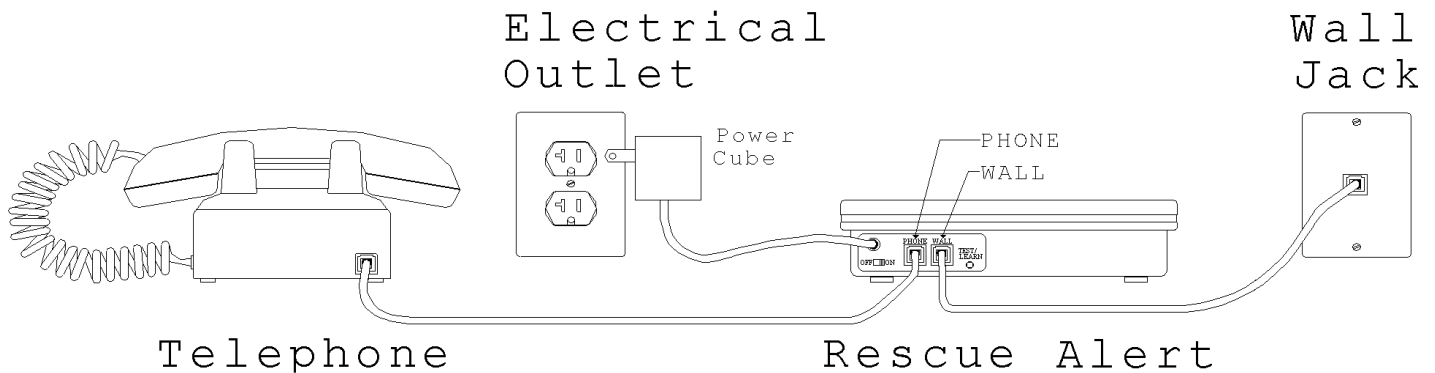 Electrical
Outlet
Wall
Jack
Power
Cube
PHONE
WALL
PHONE WALL
OFF ON
TEST/
LEARN
Telephone
Rescue Alert